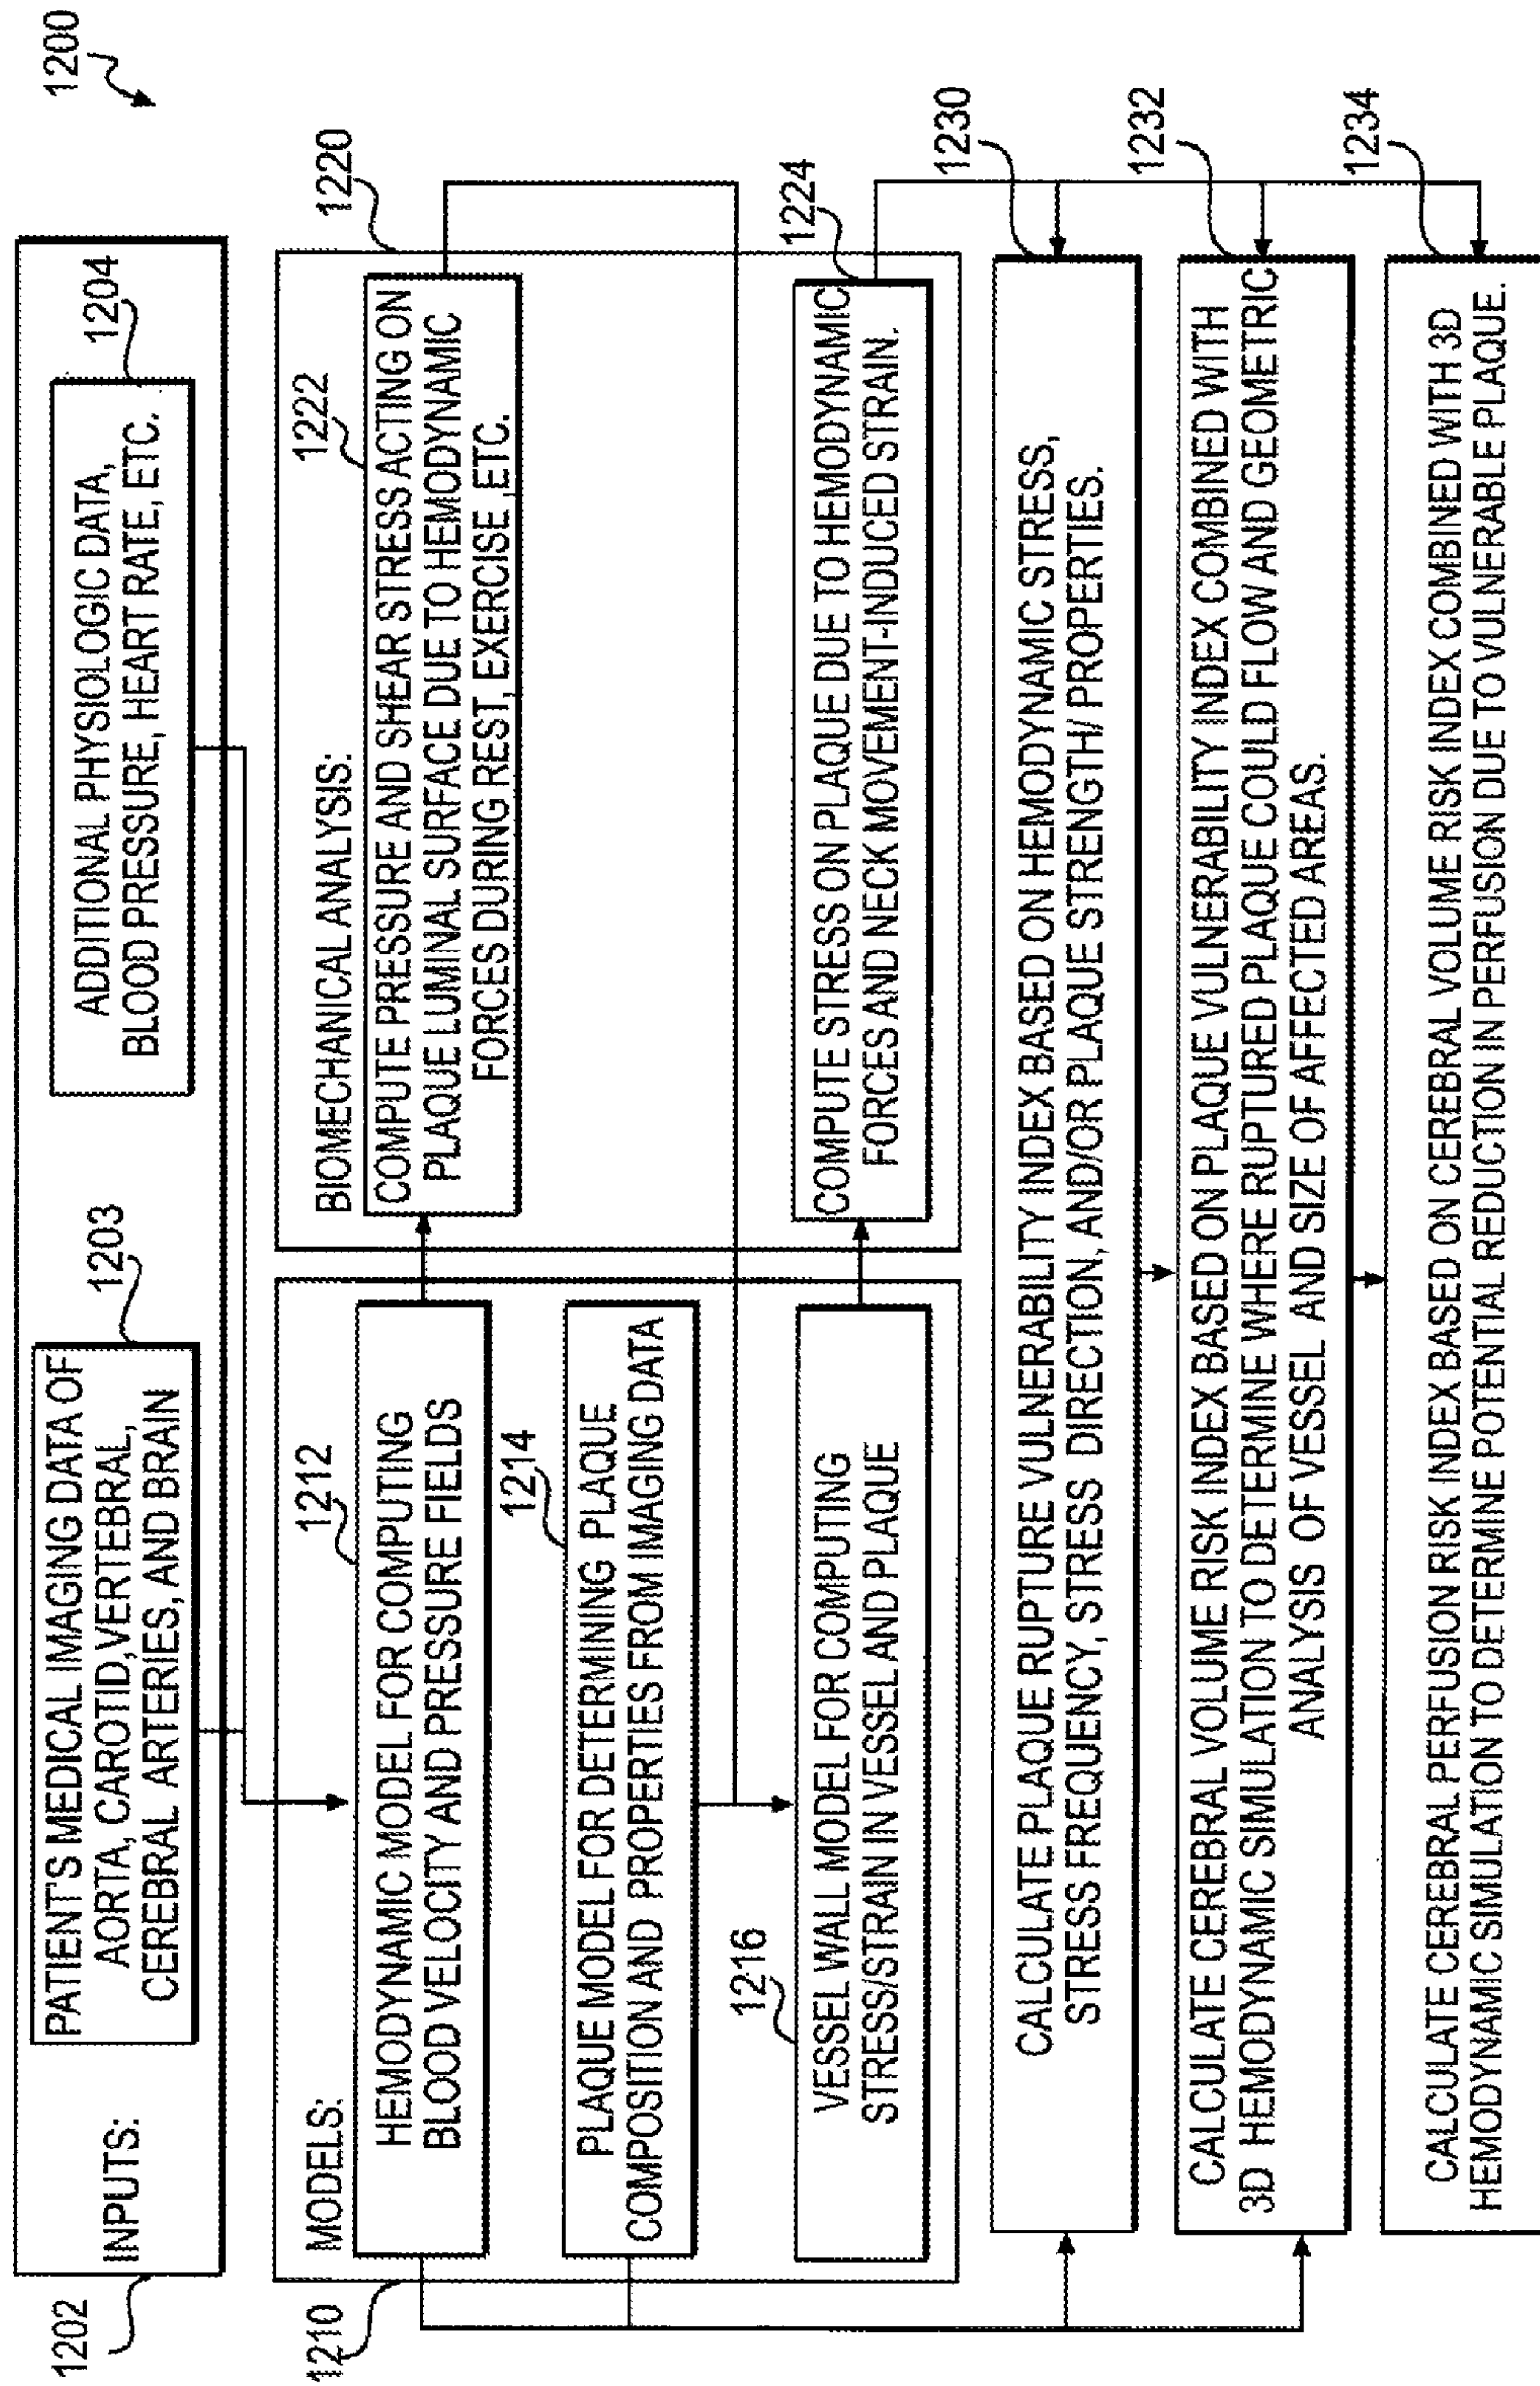 1200
1202
INPUTS:
1203
PATIENT'S MEDICAL IMAGING DATA OF
AORTA, CAROTID, VERTEBRAL,
CEREBRAL ARTERIES, AND BRAIN
1204
ADDITIONAL PHYSIOLOGIC DATA,
BLOOD PRESSURE, HEART RATE, ETC.
1210
MODELS:
1212
HEMODYNAMIC MODEL FOR COMPUTING
BLOOD VELOCITY AND PRESSURE FIELDS
1214
PLAQUE MODEL FOR DETERMINING PLAQUE
COMPOSITION AND PROPERTIES FROM IMAGING DATA
1216
VESSEL WALL MODEL FOR COMPUTING
STRESS/STRAIN IN VESSEL AND PLAQUE
1220
BIOMECHANICAL ANALYSIS:
1222
COMPUTE PRESSURE AND SHEAR STRESS ACTING ON
PLAQUE LUMINAL SURFACE DUE TO HEMODYNAMIC
FORCES DURING REST, EXERCISE, ETC.
1224
COMPUTE STRESS ON PLAQUE DUE TO HEMODYNAMIC
FORCES AND NECK MOVEMENT-INDUCED STRAIN.
1230
CALCULATE PLAQUE RUPTURE VULNERABILITY INDEX BASED ON HEMODYNAMIC STRESS,
STRESS FREQUENCY, STRESS DIRECTION, AND/OR PLAQUE STRENGTH/ PROPERTIES.
1232
CALCULATE CEREBRAL VOLUME RISK INDEX BASED ON PLAQUE VULNERABILITY INDEX COMBINED WITH
3D HEMODYNAMIC SIMULATION TO DETERMINE WHERE RUPTURED PLAQUE COULD FLOW AND GEOMETRIC
ANALYSIS OF VESSEL AND SIZE OF AFFECTED AREAS.
1234
CALCULATE CEREBRAL PERFUSION RISK INDEX BASED ON CEREBRAL VOLUME RISK INDEX COMBINED WITH 3D
HEMODYNAMIC SIMULATION TO DETERMINE POTENTIAL REDUCTION IN PERFUSION DUE TO VULNERABLE PLAQUE.